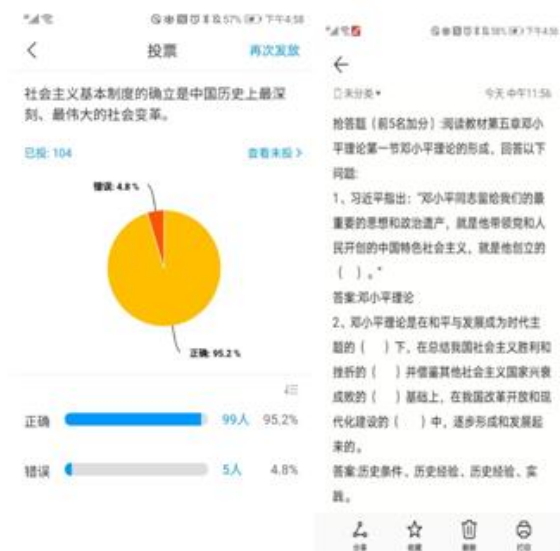 下午4:58
投票
再次发放
社会主义基本制度的确立是中国历史上最深
刻、最伟大的社会变革。
已投: 104
查看未投 >
错误: 4.8 %
正确: 95.2 %
正确 99人 95.2%
错误 5人 4.8%
下午4:56
未分类
今天 中午11:56
抢答题（前5名加分）:阅读教材第五章邓小
平理论第一节邓小平理论的形成，回答以下
问题:
1、习近平指出：“邓小平同志留给我们的最
重要的思想和政治遗产，就是他带领党和人
民开创的中国特色社会主义，就是他创立的
（ ）。”
答案:邓小平理论
2、邓小平理论是在和平与发展成为时代主
题的（ ）下，在总结我国社会主义胜利和
挫折的（ ）并借鉴其他社会主义国家兴衰
成败的（ ）基础上，在我国改革开放和现
代化建设的（ ）中，逐步形成和发展起
来的。
答案:历史条件、历史经验、历史经验、实
践。